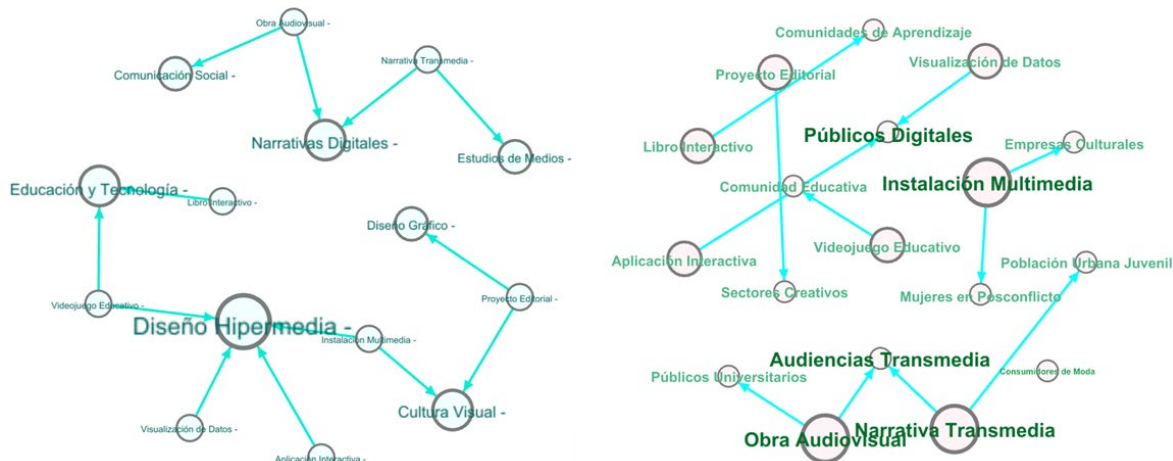 Obra Audiovisual -
Comunicación Social -
Narrativa Transmedia -
Narrativas Digitales -
Estudios de Medios -
Educación y Tecnología -
Libro Interactivo -
Diseño Gráfico -
Videojuego Educativo -
Proyecto Editorial -
Diseño Hipermedia -
Instalación Multimedia -
Cultura Visual -
Visualización de Datos -
Aplicación Interactiva -
Comunidades de Aprendizaje
Proyecto Editorial
Visualización de Datos
Públicos Digitales
Libro Interactivo
Empresas Culturales
Comunidad Educativa
Instalación Multimedia
Videojuego Educativo
Aplicación Interactiva
Población Urbana Juvenil
Sectores Creativos
Mujeres en Posconflicto
Audiencias Transmedia
Públicos Universitarios
Consumidores de Moda
Obra Audiovisual
Narrativa Transmedia